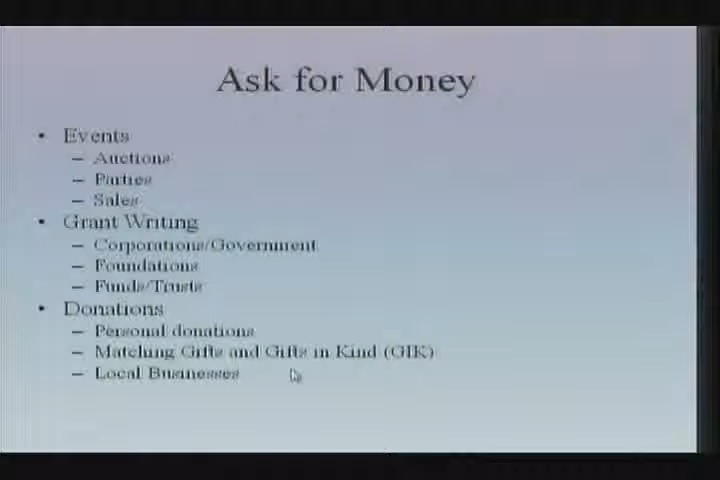 Ask for Money
• Events
– Auctions
– Parties
– Sales
• Grant Writing
– Corporations/Government
– Foundations
– Funds/Trusts
• Donations
– Personal donations
– Matching Gifts and Gifts in Kind (GIK)
– Local Businesses